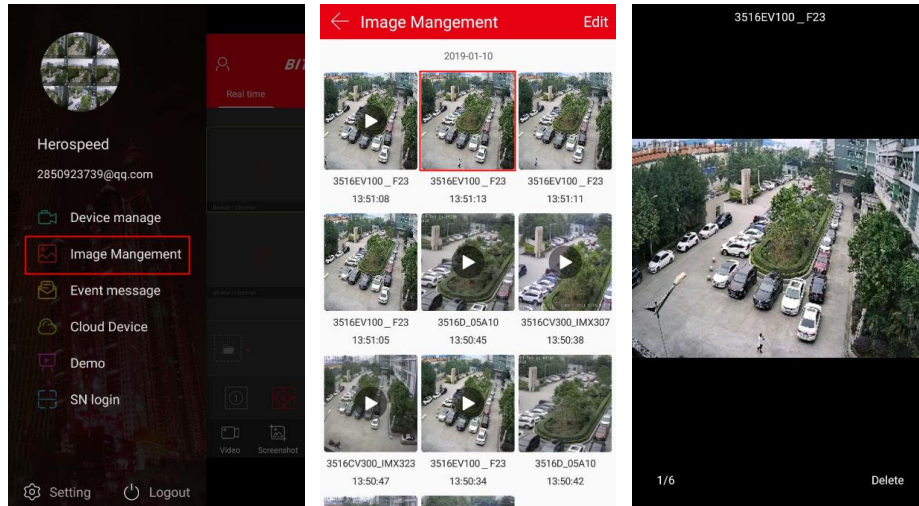 BIT
Real time
Herospeed
2850923739@qq.com
Device manage
Image Mangement
Event message
Cloud Device
Demo
SN login
Video Screenshot
Setting Logout
Image Mangement Edit
2019-01-10
3516EV100 _ F23 3516EV100 _ F23 3516EV100 _ F23
13:51:08 13:51:13 13:51:11
3516EV100 _ F23 3516D_05A10 3516CV300_IMX307
13:51:05 13:50:45 13:50:38
3516CV300_IMX323 3516EV100 _ F23 3516D_05A10
13:50:47 13:50:34 13:50:42
3516EV100 _ F23
1/6 Delete